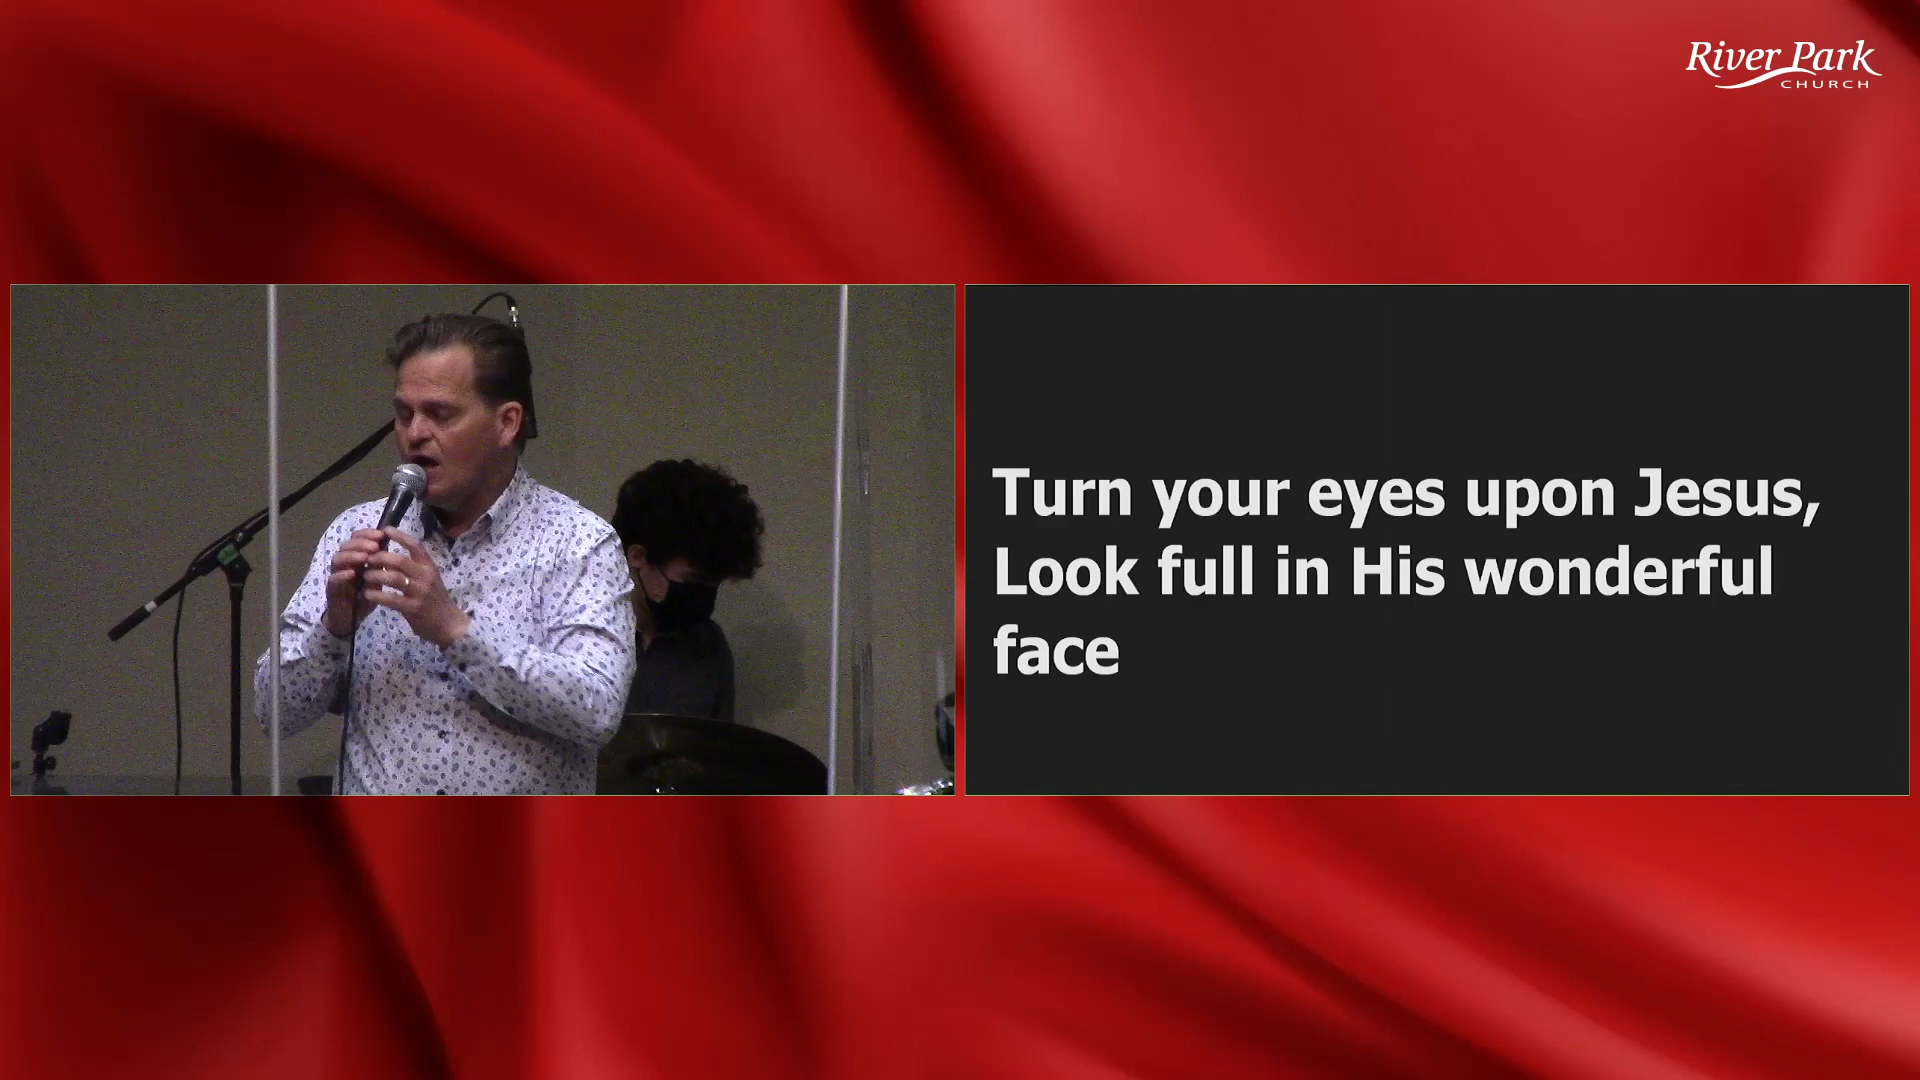 River Park
CHURCH
Turn your eyes upon Jesus,
Look full in His wonderful
face